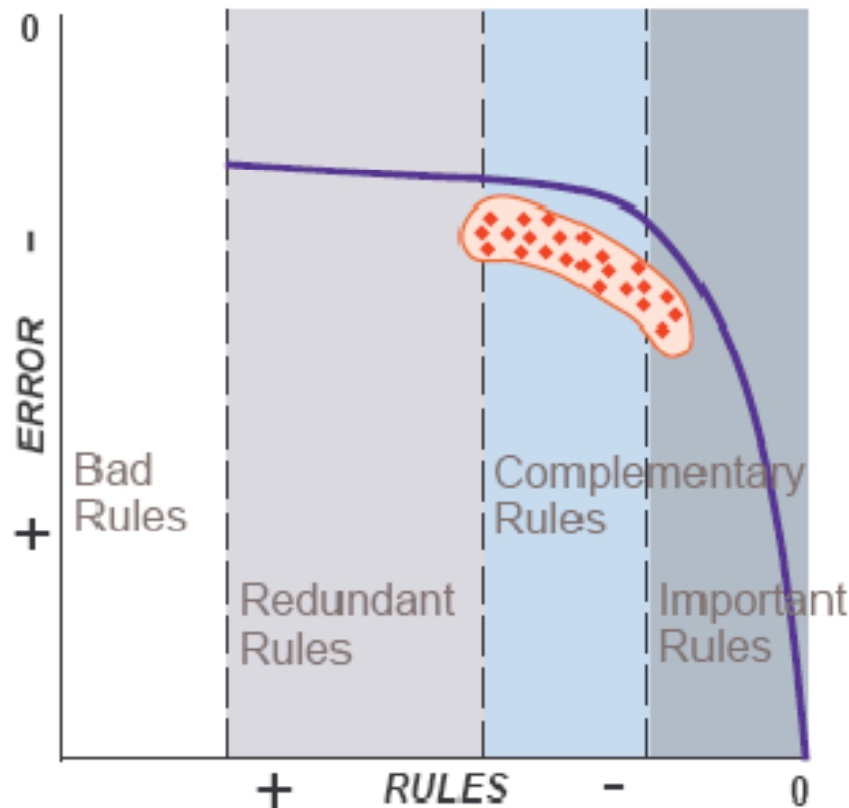 0
-
ERROR
+
Bad
Rules
Redundant
Rules
Complementary
Rules
Important
Rules
+ RULES - 0